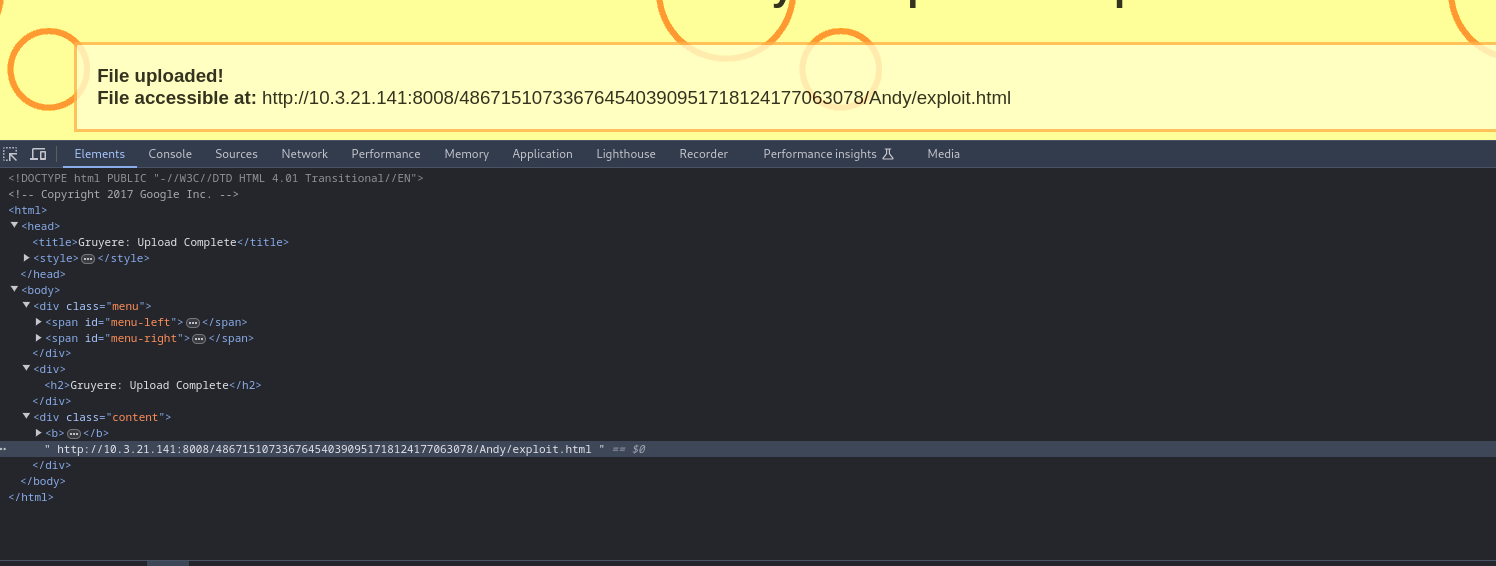 File uploaded!
File accessible at: http://10.3.21.141:8008/486715107336764540390951718124177063078/Andy/exploit.html
Elements Console Sources Network Performance Memory Application Lighthouse Recorder Performance insights Media
<!DOCTYPE html PUBLIC "-//W3C//DTD HTML 4.01 Transitional//EN">
<!-- Copyright 2017 Google Inc. -->
<html>
<head>
<title>Gruyere: Upload Complete</title>
<style>…</style>
</head>
<body>
<div class="menu">
<span id="menu-left">…</span>
<span id="menu-right">…</span>
</div>
<div>
<h2>Gruyere: Upload Complete</h2>
</div>
<div class="content">
<b>…</b>
" http://10.3.21.141:8008/486715107336764540390951718124177063078/Andy/exploit.html " == $0
</div>
</body>
</html>